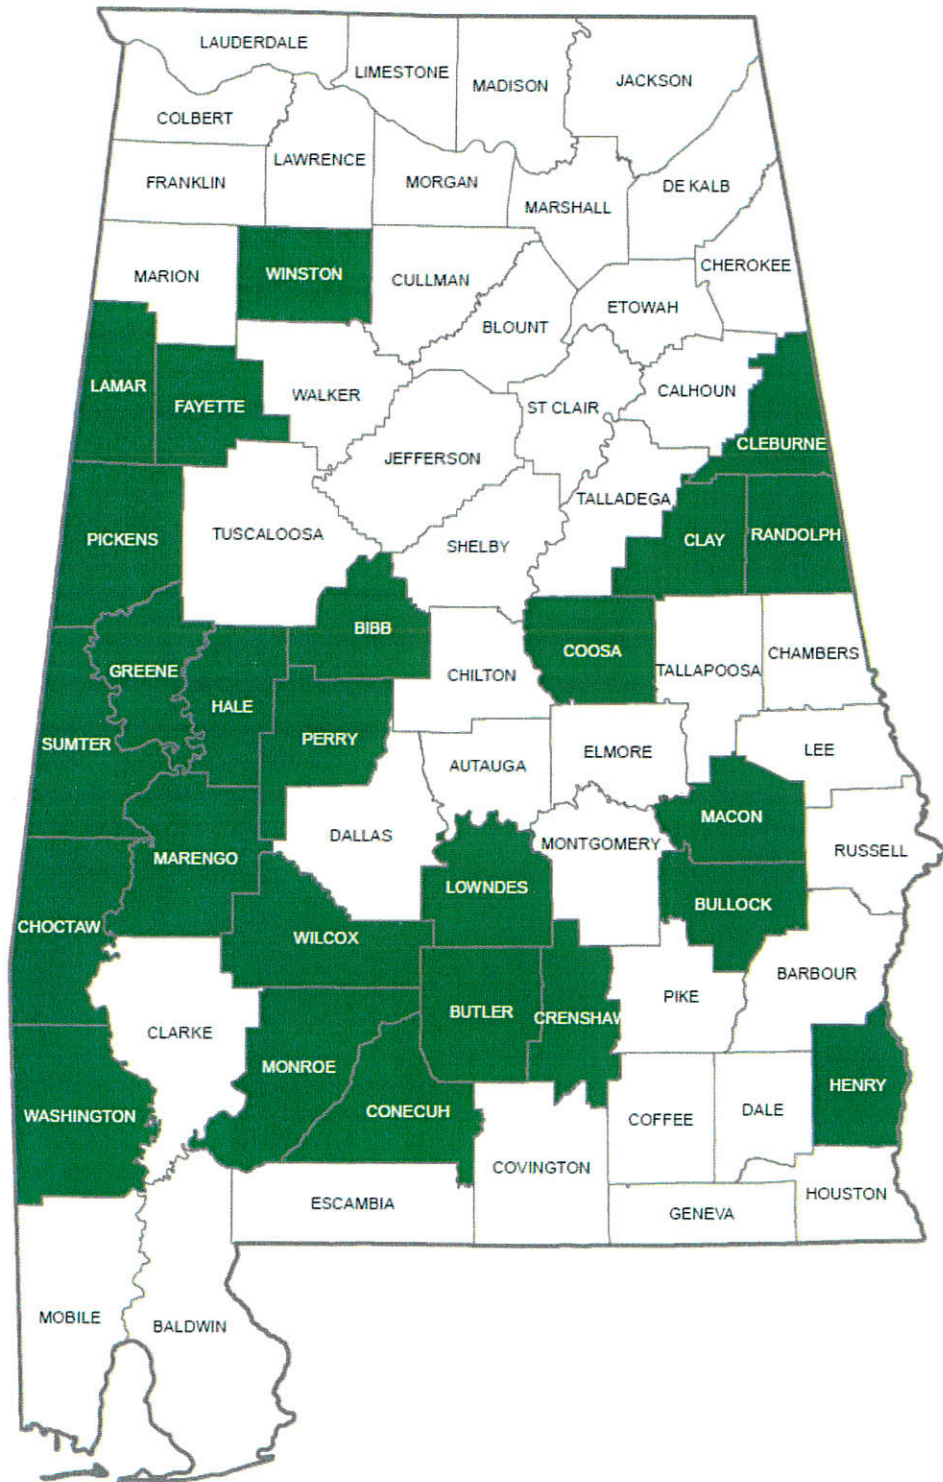 LAUDERDALE
LIMESTONE
MADISON
JACKSON
COLBERT
LAWRENCE
FRANKLIN
MORGAN
MARSHALL
DE KALB
MARION
WINSTON
CULLMAN
CHEROKEE
BLOUNT
ETOWAH
LAMAR
FAYETTE
WALKER
ST CLAIR
CALHOUN
CLEBURNE
JEFFERSON
PICKENS
TUSCALOOSA
SHELBY
TALLADEGA
CLAY
RANDOLPH
BIBB
GREENE
HALE
CHILTON
COOSA
TALLAPOOSA
CHAMBERS
SUMTER
PERRY
AUTAUGA
ELMORE
LEE
MARENGO
DALLAS
MONTGOMERY
MACON
RUSSELL
CHOCTAW
WILCOX
LOWNDES
BULLOCK
CLARKE
MONROE
BUTLER
CRENSHAW
PIKE
BARBOUR
WASHINGTON
CONECUH
COVINGTON
COFFEE
DALE
HENRY
ESCAMBIA
GENEVA
HOUSTON
MOBILE
BALDWIN